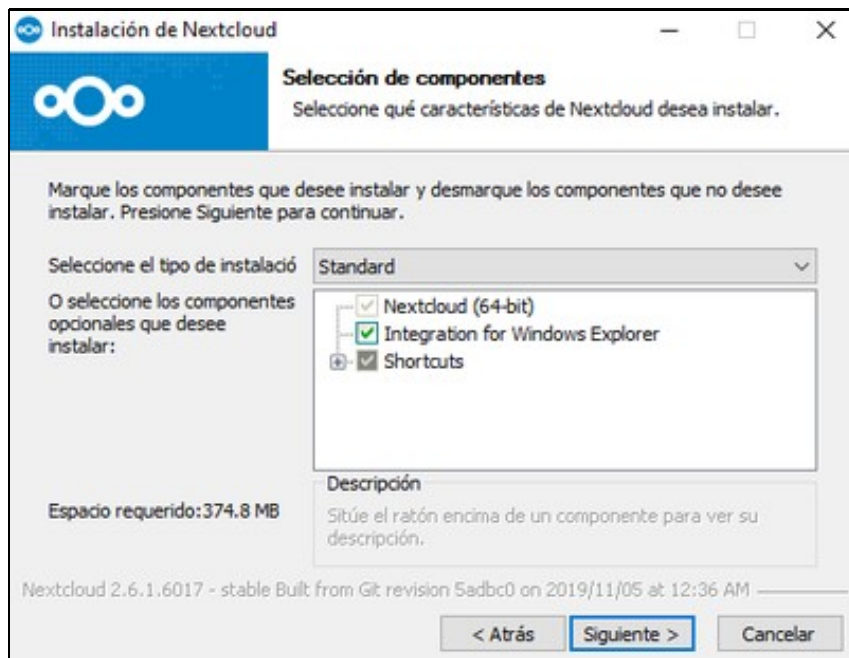 Instalación de Nextcloud
Selección de componentes
Seleccione qué características de Nextcloud desea instalar.
Marque los componentes que desee instalar y desmarque los componentes que no desee
instalar. Presione Siguiente para continuar.
Seleccione el tipo de instalació
Standard
O seleccione los componentes
opcionales que desee
instalar:
Nextcloud (64-bit)
Integration for Windows Explorer
Shortcuts
Espacio requerido:374.8 MB
Descripción
Sitúe el ratón encima de un componente para ver su
descripción.
Nextcloud 2.6.1.6017 - stable Built from Git revision 5adbc0 on 2019/11/05 at 12:36 AM
< Atrás
Siguiente >
Cancelar